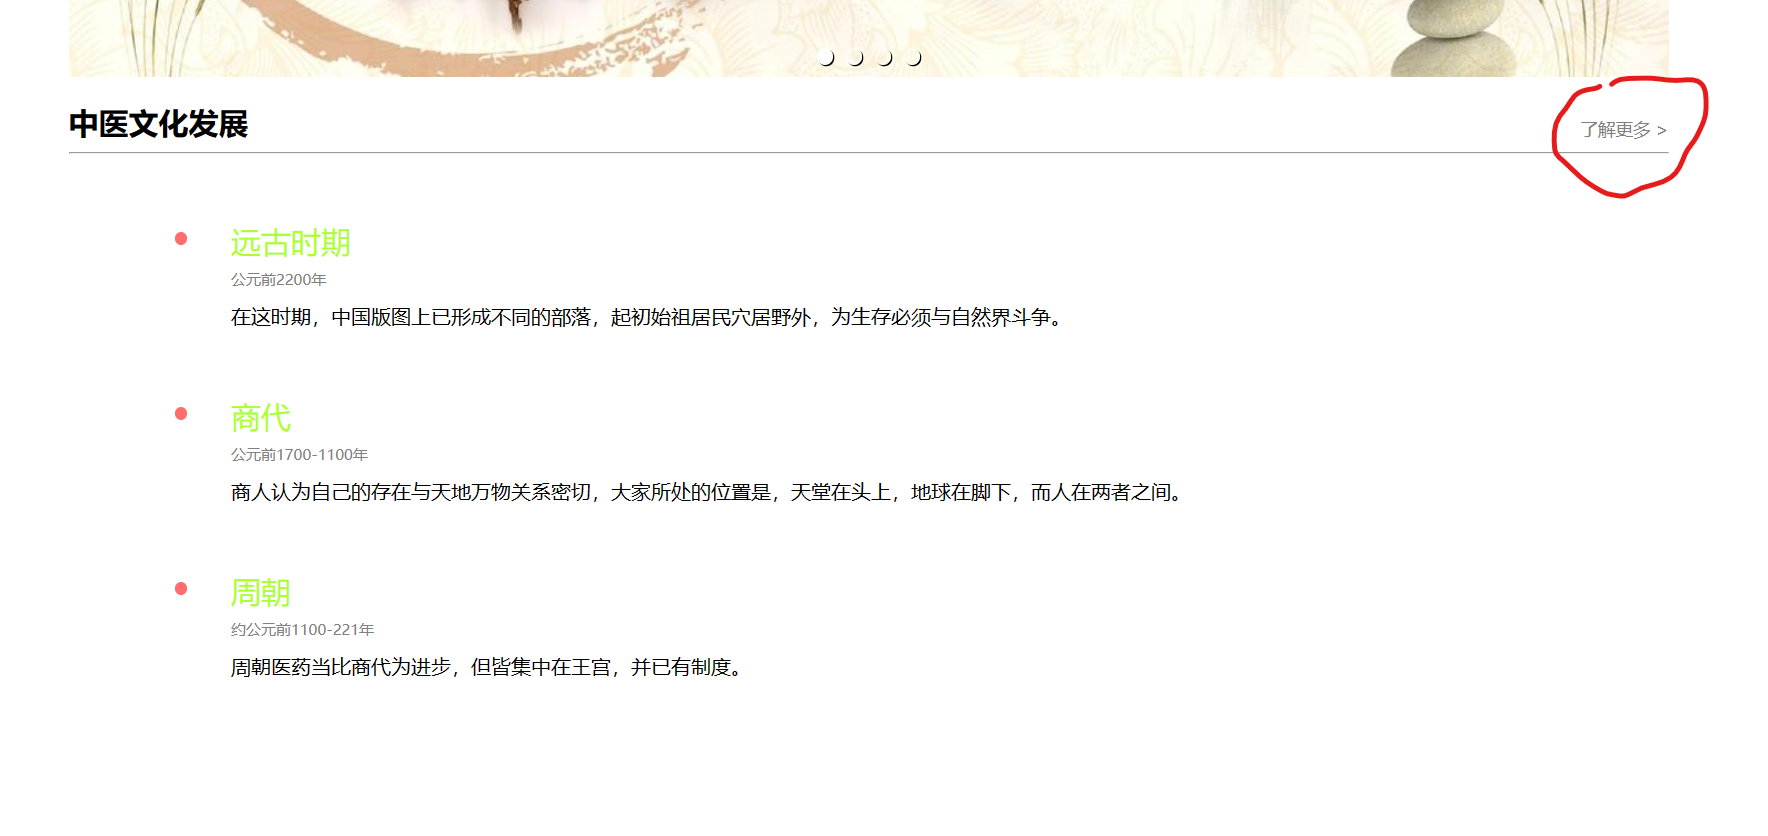 中医文化发展
了解更多 >
远古时期
公元前2200年
在这时期，中国版图上已形成不同的部落，起初始祖居民穴居野外，为生存必须与自然界斗争。
商代
公元前1700-1100年
商人认为自己的存在与天地万物关系密切，大家所处的位置是，天堂在头上，地球在脚下，而人在两者之间。
周朝
约公元前1100-221年
周朝医药当比商代为进步，但皆集中在王宫，并已有制度。